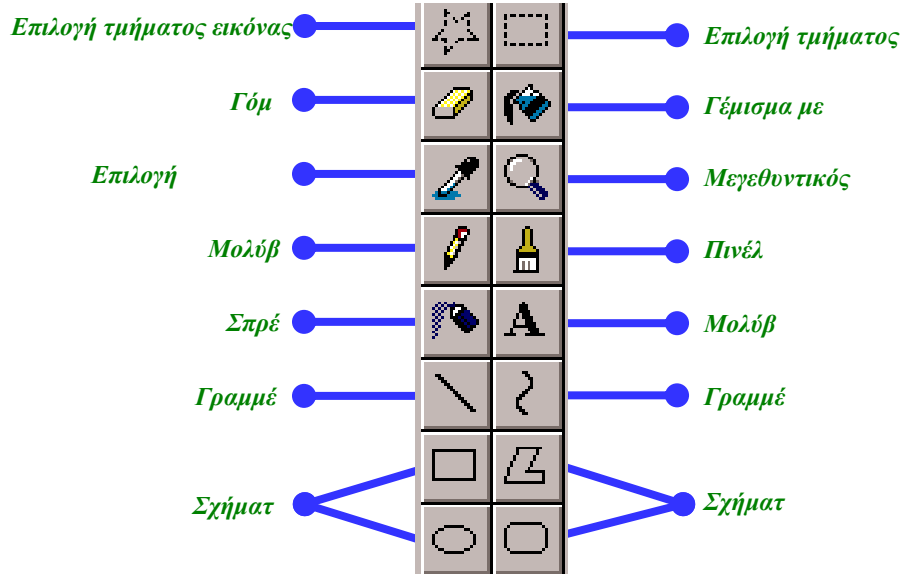 Επιλογή τμήματος εικόνας
Επιλογή τμήματος
Γόμ
Γέμισμα με
Επιλογή
Μεγεθυντικός
Μολύβ
Πινέλ
Σπρέ
A
Μολύβ
Γραμμέ
Γραμμέ
Σχήματ
Σχήματ